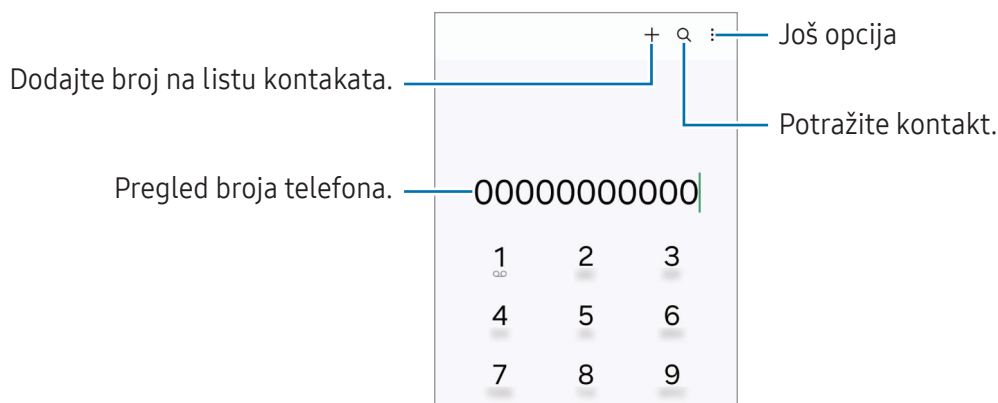 Još opcija
Dodajte broj na listu kontakata.
Potražite kontakt.
Pregled broja telefona.
00000000000
1 2 3
4 5 6
7 8 9